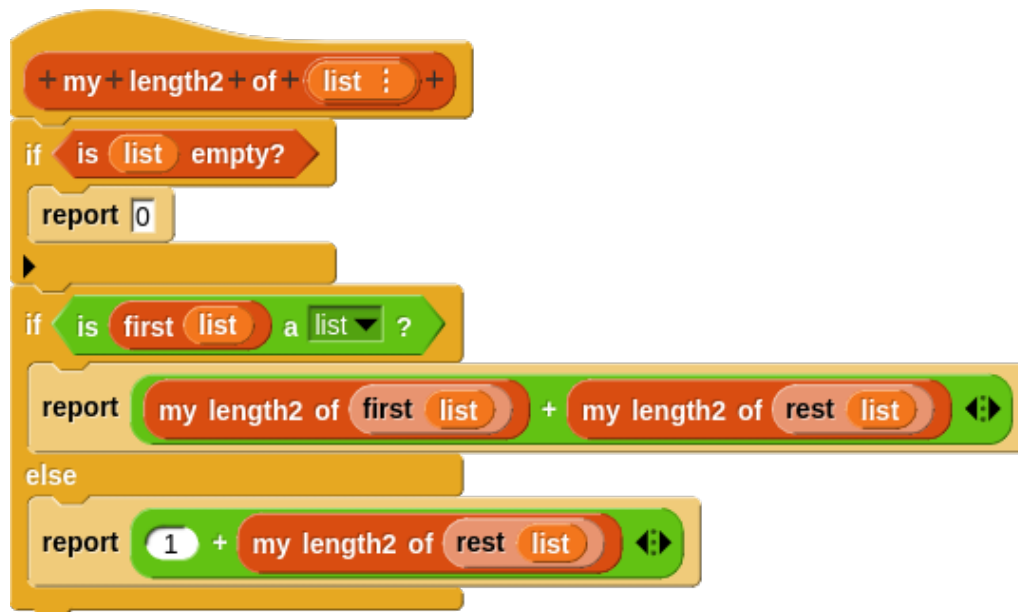 + my + length2 + of + list ⋮ +
if is list empty?
report 0
if is first list a list ?
report my length2 of first list + my length2 of rest list
else
report 1 + my length2 of rest list